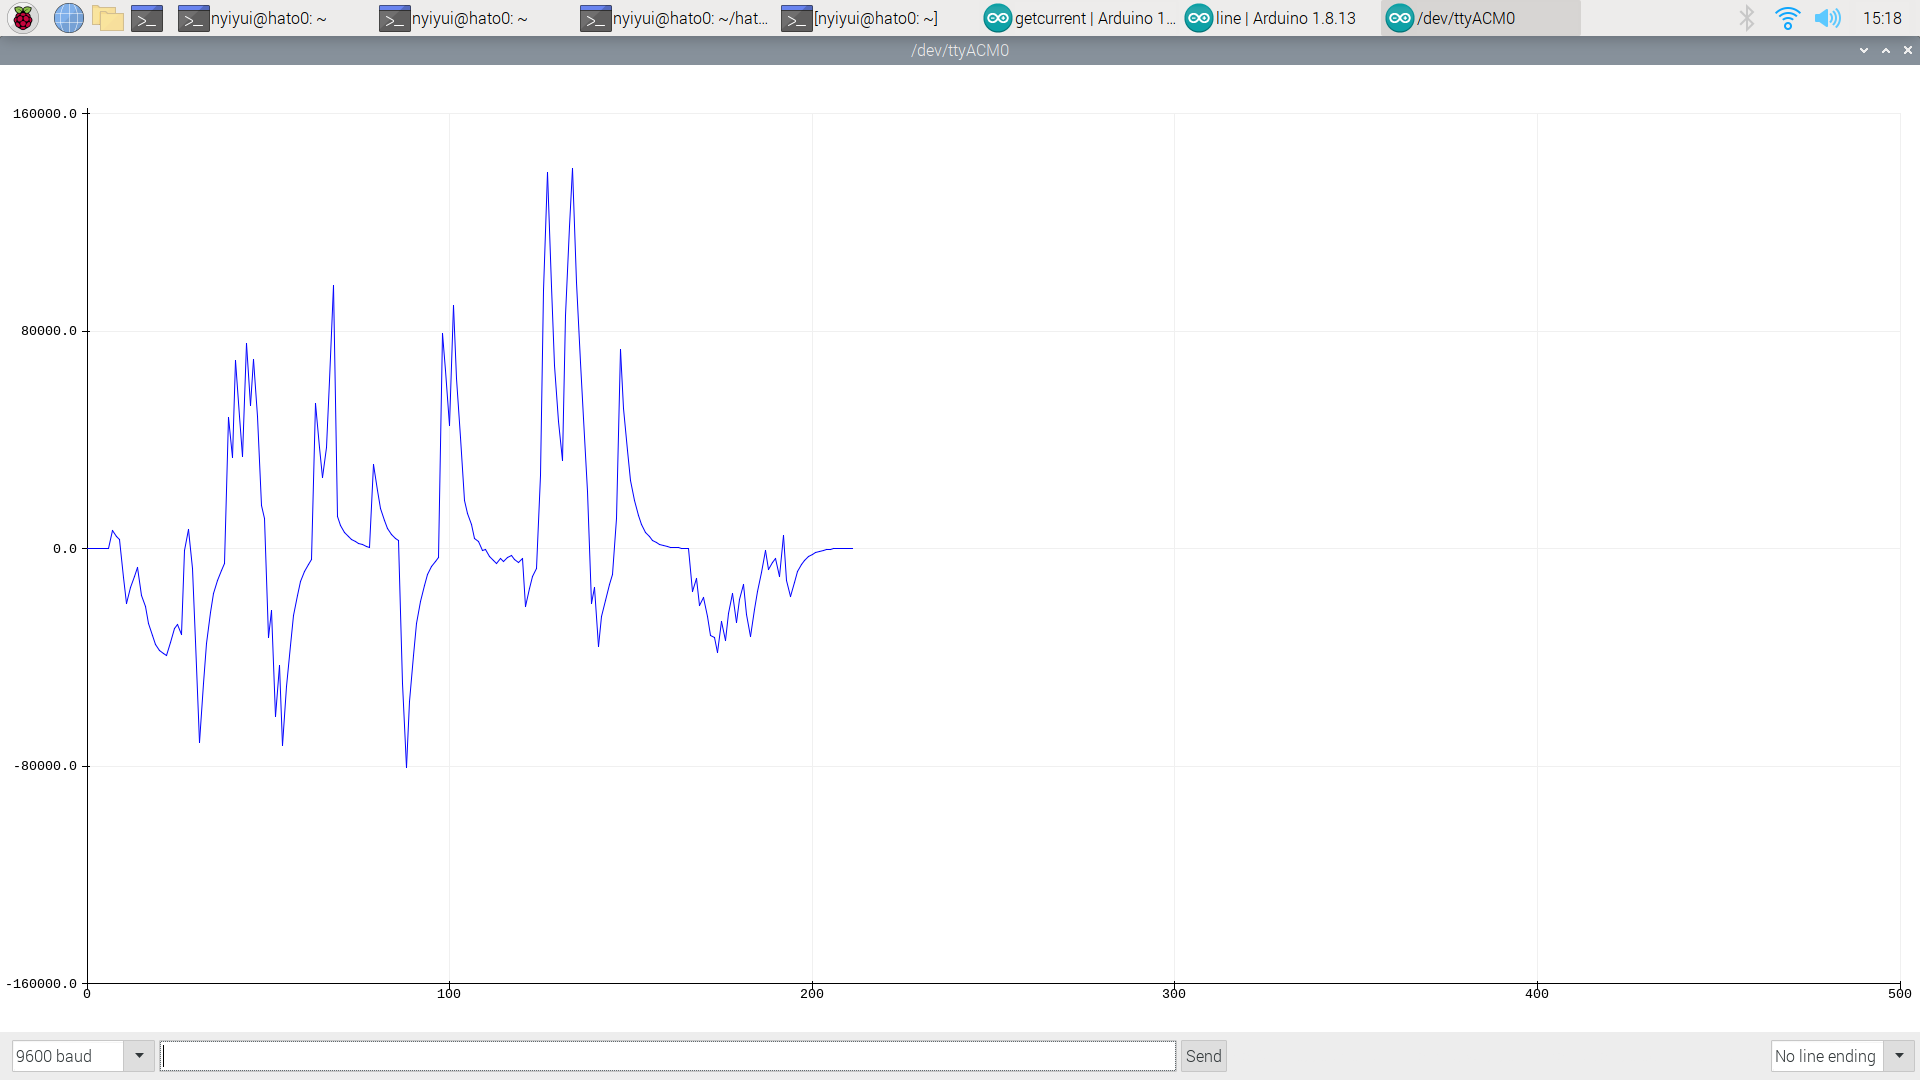 nyiyui@hato0: ~
nyiyui@hato0: ~
nyiyui@hato0: ~/hat...
[nyiyui@hato0: ~]
getcurrent | Arduino 1...
line | Arduino 1.8.13
/dev/ttyACM0
15:18
/dev/ttyACM0
160000.0
80000.0
0.0
-80000.0
-160000.0
0 100 200 300 400 500
9600 baud
Send
No line ending